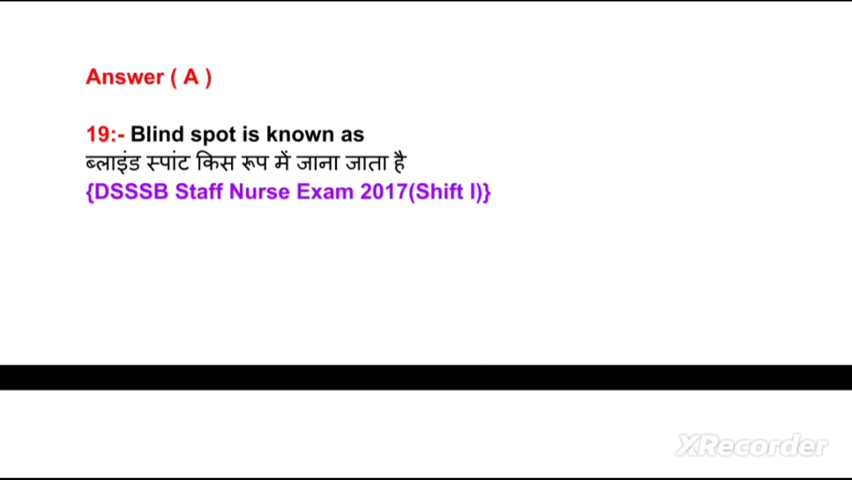 Answer ( A )
19:- Blind spot is known as
ब्लाइंड स्पांट किस रूप में जाना जाता है
{DSSSB Staff Nurse Exam 2017(Shift I)}
XRecorder